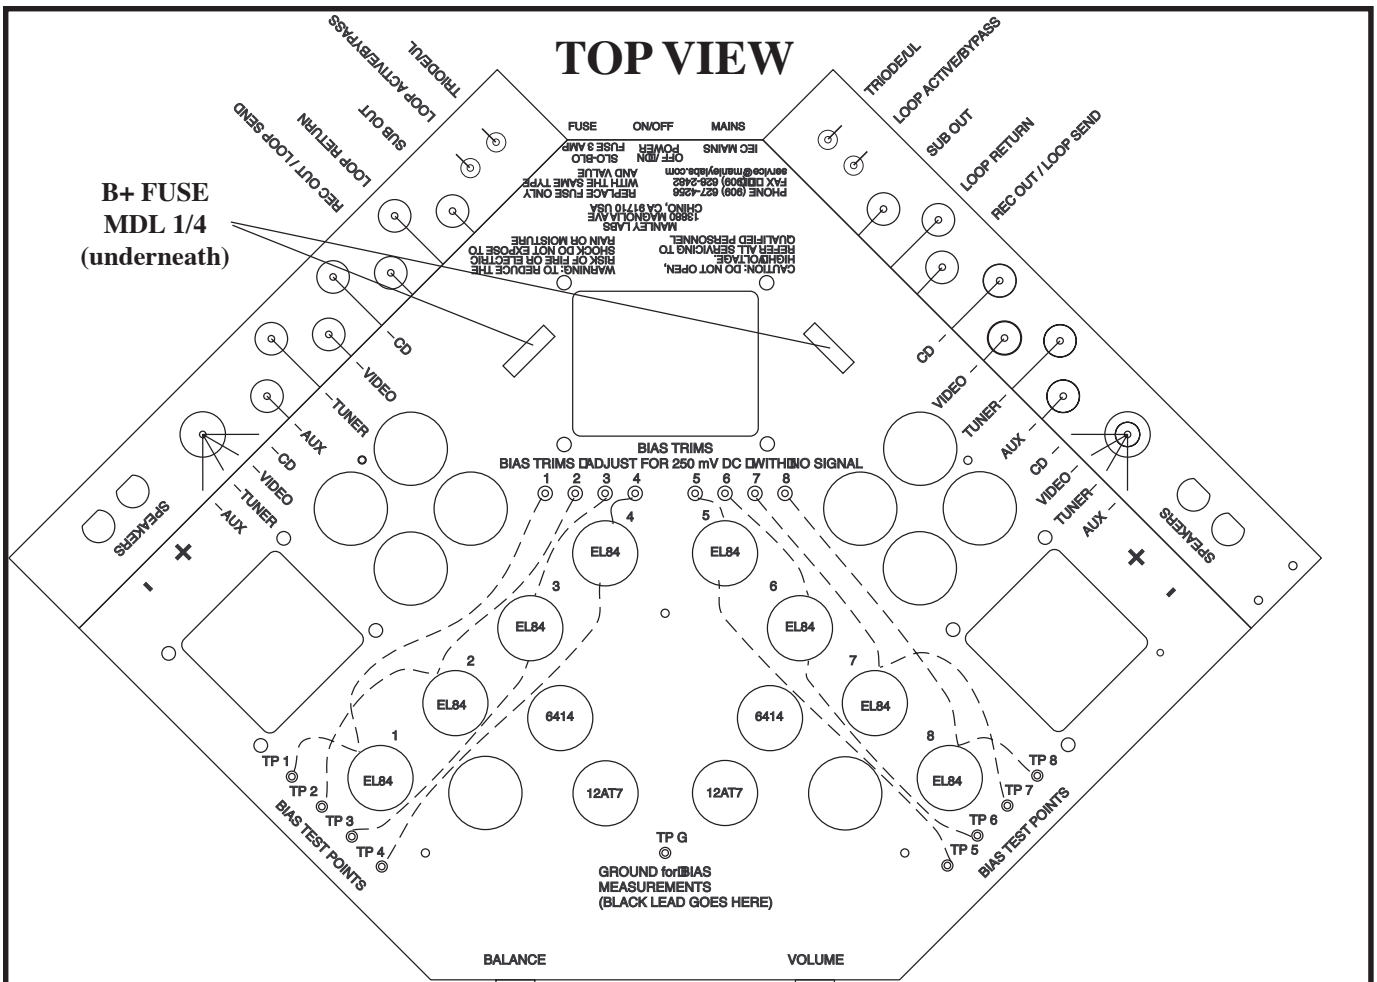 TOP VIEW
TRIODE/UL
LOOP ACTIVE/BYPASS
SUB OUT
LOOP RETURN
REC OUT / LOOP SEND
TRIODE/UL
LOOP ACTIVE/BYPASS
SUB OUT
LOOP RETURN
REC OUT / LOOP SEND
B+ FUSE
MDL 1/4
(underneath)
FUSE ON/OFF MAINS
IEC MAINS
POWER
OFF / ON
SLO-BLO
FUSE 3 AMP
REPLACE FUSE ONLY
WITH THE SAME TYPE
AND VALUE
PHONE (909) 627-4256
FAX (909) 628-2482
service@manleylabs.com
MANLEY LABS
13880 MAGNOLIA AVE
CHINO, CA 91710 USA
CAUTION: DO NOT OPEN,
HIGH VOLTAGE.
REFER ALL SERVICING TO
QUALIFIED PERSONNEL
WARNING: TO REDUCE THE
RISK OF FIRE OR ELECTRIC
SHOCK DO NOT EXPOSE TO
RAIN OR MOISTURE
CD
VIDEO
TUNER
AUX
CD
VIDEO
TUNER
AUX
SPEAKERS
+
-
CD
VIDEO
TUNER
AUX
CD
VIDEO
TUNER
AUX
SPEAKERS
+
-
BIAS TRIMS
BIAS TRIMS ADJUST FOR 250 mV DC WITH NO SIGNAL
1 2 3 4 5 6 7 8
4 5
EL84 EL84
3 6
EL84 EL84
2 7
EL84 EL84
6414 6414
1 8
EL84 EL84
12AT7 12AT7
TP 1
TP 2
TP 3
TP 4
BIAS TEST POINTS
TP 8
TP 7
TP 6
TP 5
BIAS TEST POINTS
TP G
GROUND for BIAS
MEASUREMENTS
(BLACK LEAD GOES HERE)
BALANCE VOLUME